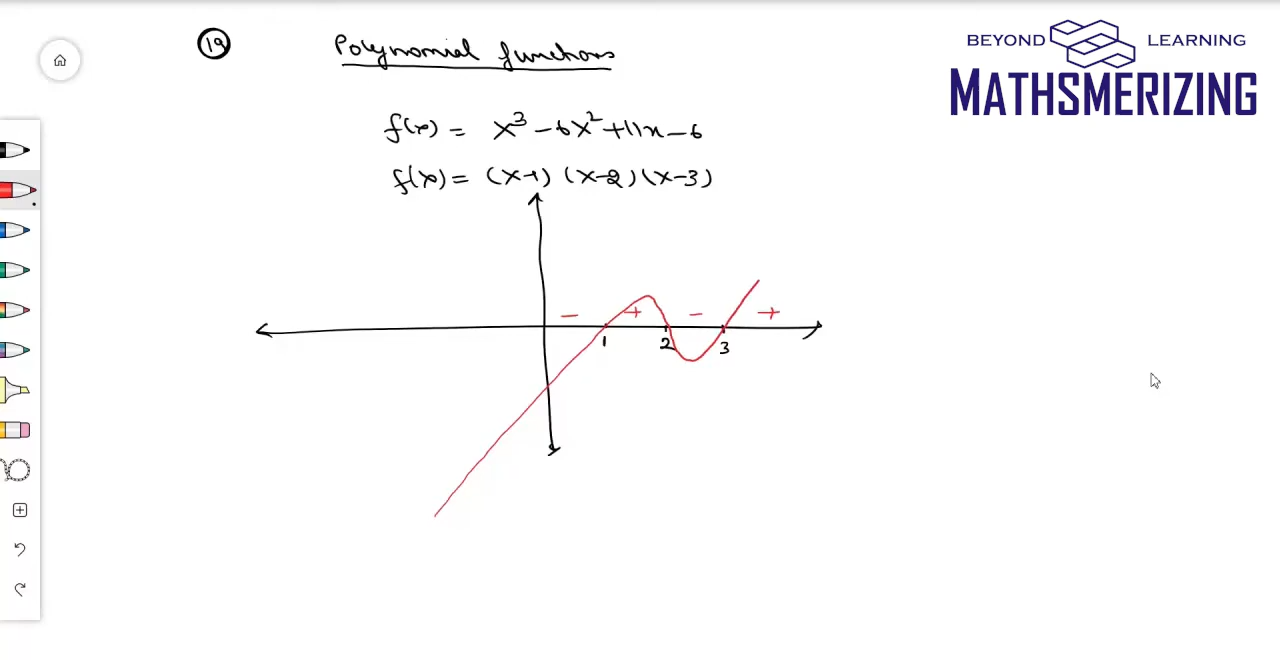 19 Polynomial functions
BEYOND LEARNING
MATHSMERIZING
f(x) = x³ - 6x² + 11x - 6
f(x) = (x-1) (x-2) (x-3)
- + - +
1 2 3